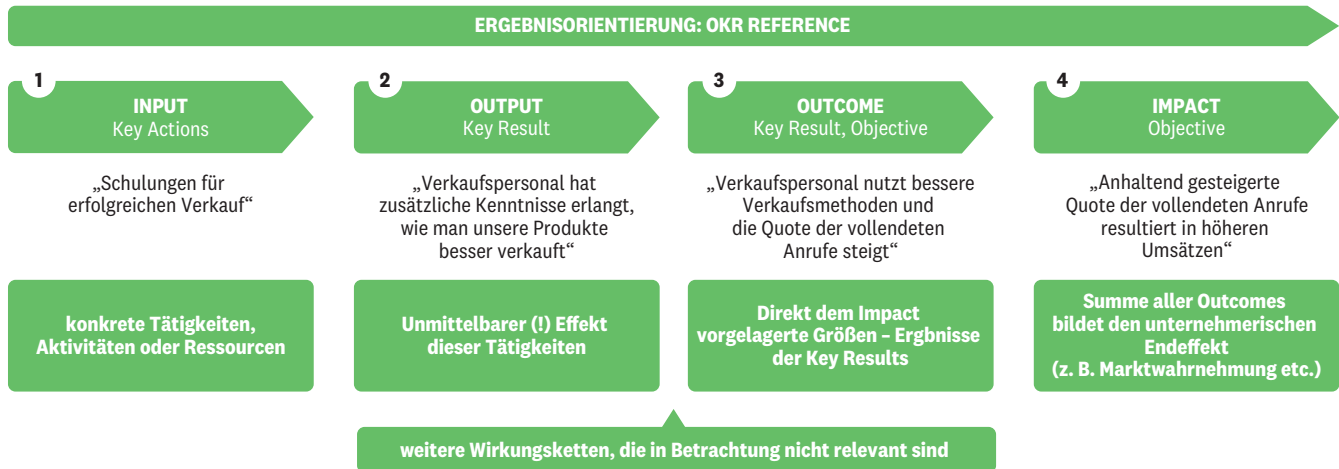 ERGEBNISORIENTIERUNG: OKR REFERENCE
1
INPUT
Key Actions
„Schulungen für
erfolgreichen Verkauf“
konkrete Tätigkeiten,
Aktivitäten oder Ressourcen
2
OUTPUT
Key Result
„Verkaufspersonal hat
zusätzliche Kenntnisse erlangt,
wie man unsere Produkte
besser verkauft“
Unmittelbarer (!) Effekt
dieser Tätigkeiten
3
OUTCOME
Key Result, Objective
„Verkaufspersonal nutzt bessere
Verkaufsmethoden und
die Quote der vollendeten
Anrufe steigt“
Direkt dem Impact
vorgelagerte Größen – Ergbnisse
der Key Results
4
IMPACT
Objective
„Anhaltend gesteigerte
Quote der vollendeten Anrufe
resultiert in höheren
Umsätzen“
Summe aller Outcomes
bildet den unternehmerischen
Endeffekt
(z. B. Marktwahrnehmung etc.)
weitere Wirkungsketten, die in Betrachtung nicht relevant sind